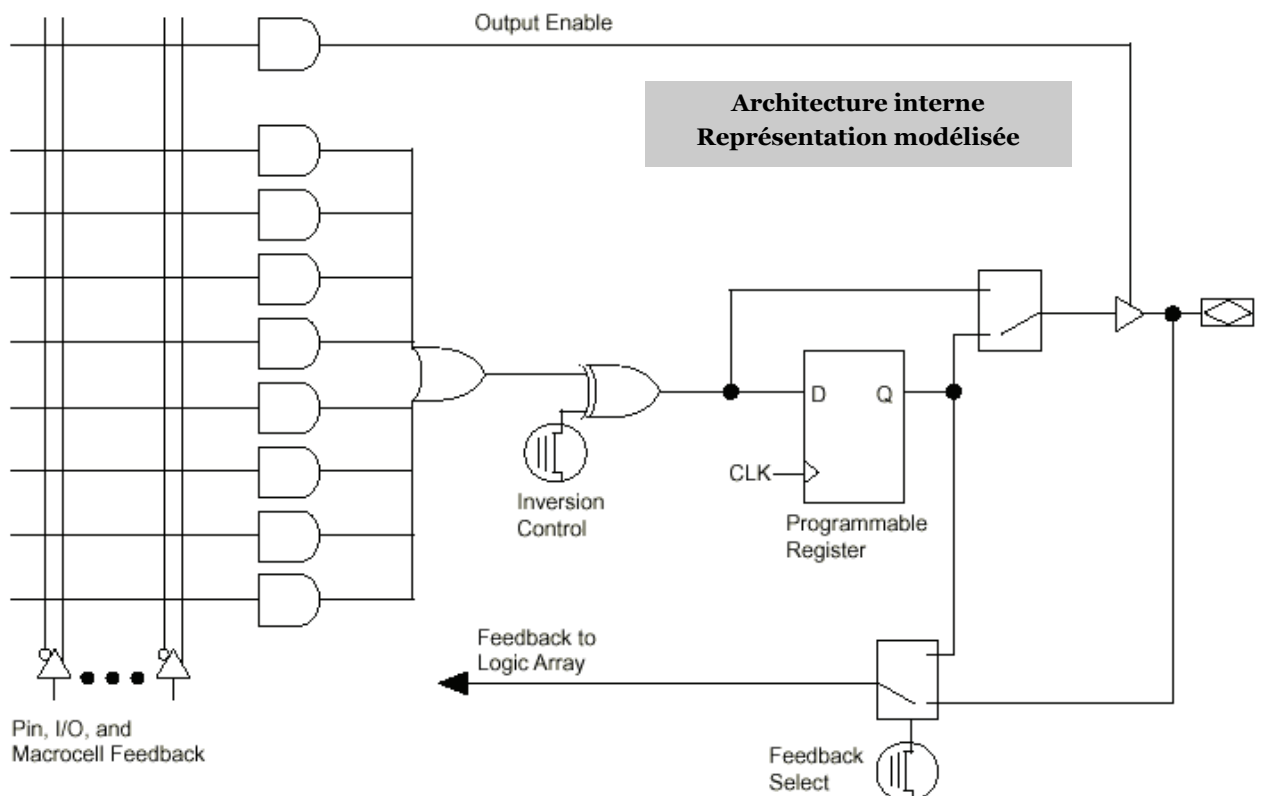 Output Enable
Architecture interne
Représentation modélisée
D
Q
CLK
Inversion
Control
Programmable
Register
Feedback to
Logic Array
Pin, I/O, and
Macrocell Feedback
Feedback
Select